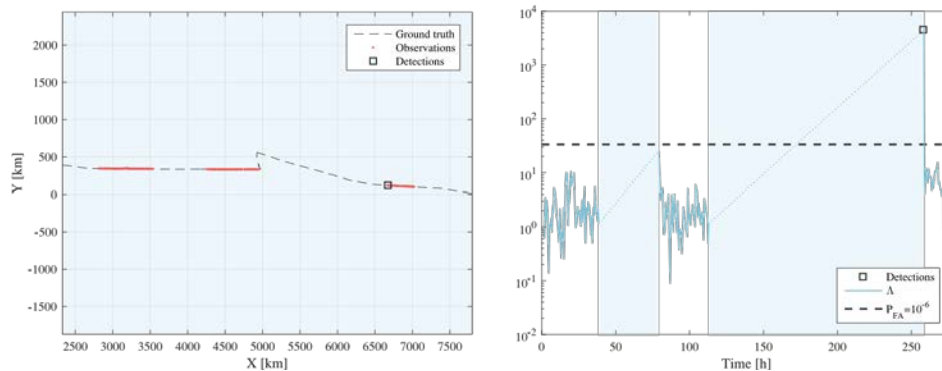 Ground truth
Observations
Detections
2000
1500
1000
500
0
-500
-1000
-1500
Y [km]
2500 3000 3500 4000 4500 5000 5500 6000 6500 7000 7500
X [km]
10^4
10^3
10^2
10^1
10^0
10^-1
10^-2
Detections
Λ
P_FA=10^-6
0 50 100 150 200 250
Time [h]